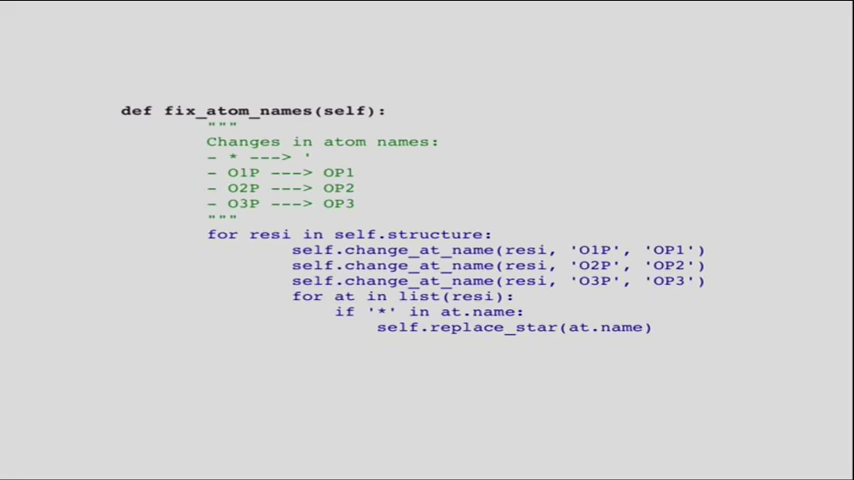 def fix_atom_names(self):
"""
Changes in atom names:
- * ---> '
- O1P ---> OP1
- O2P ---> OP2
- O3P ---> OP3
"""
for resi in self.structure:
self.change_at_name(resi, 'O1P', 'OP1')
self.change_at_name(resi, 'O2P', 'OP2')
self.change_at_name(resi, 'O3P', 'OP3')
for at in list(resi):
if '*' in at.name:
self.replace_star(at.name)